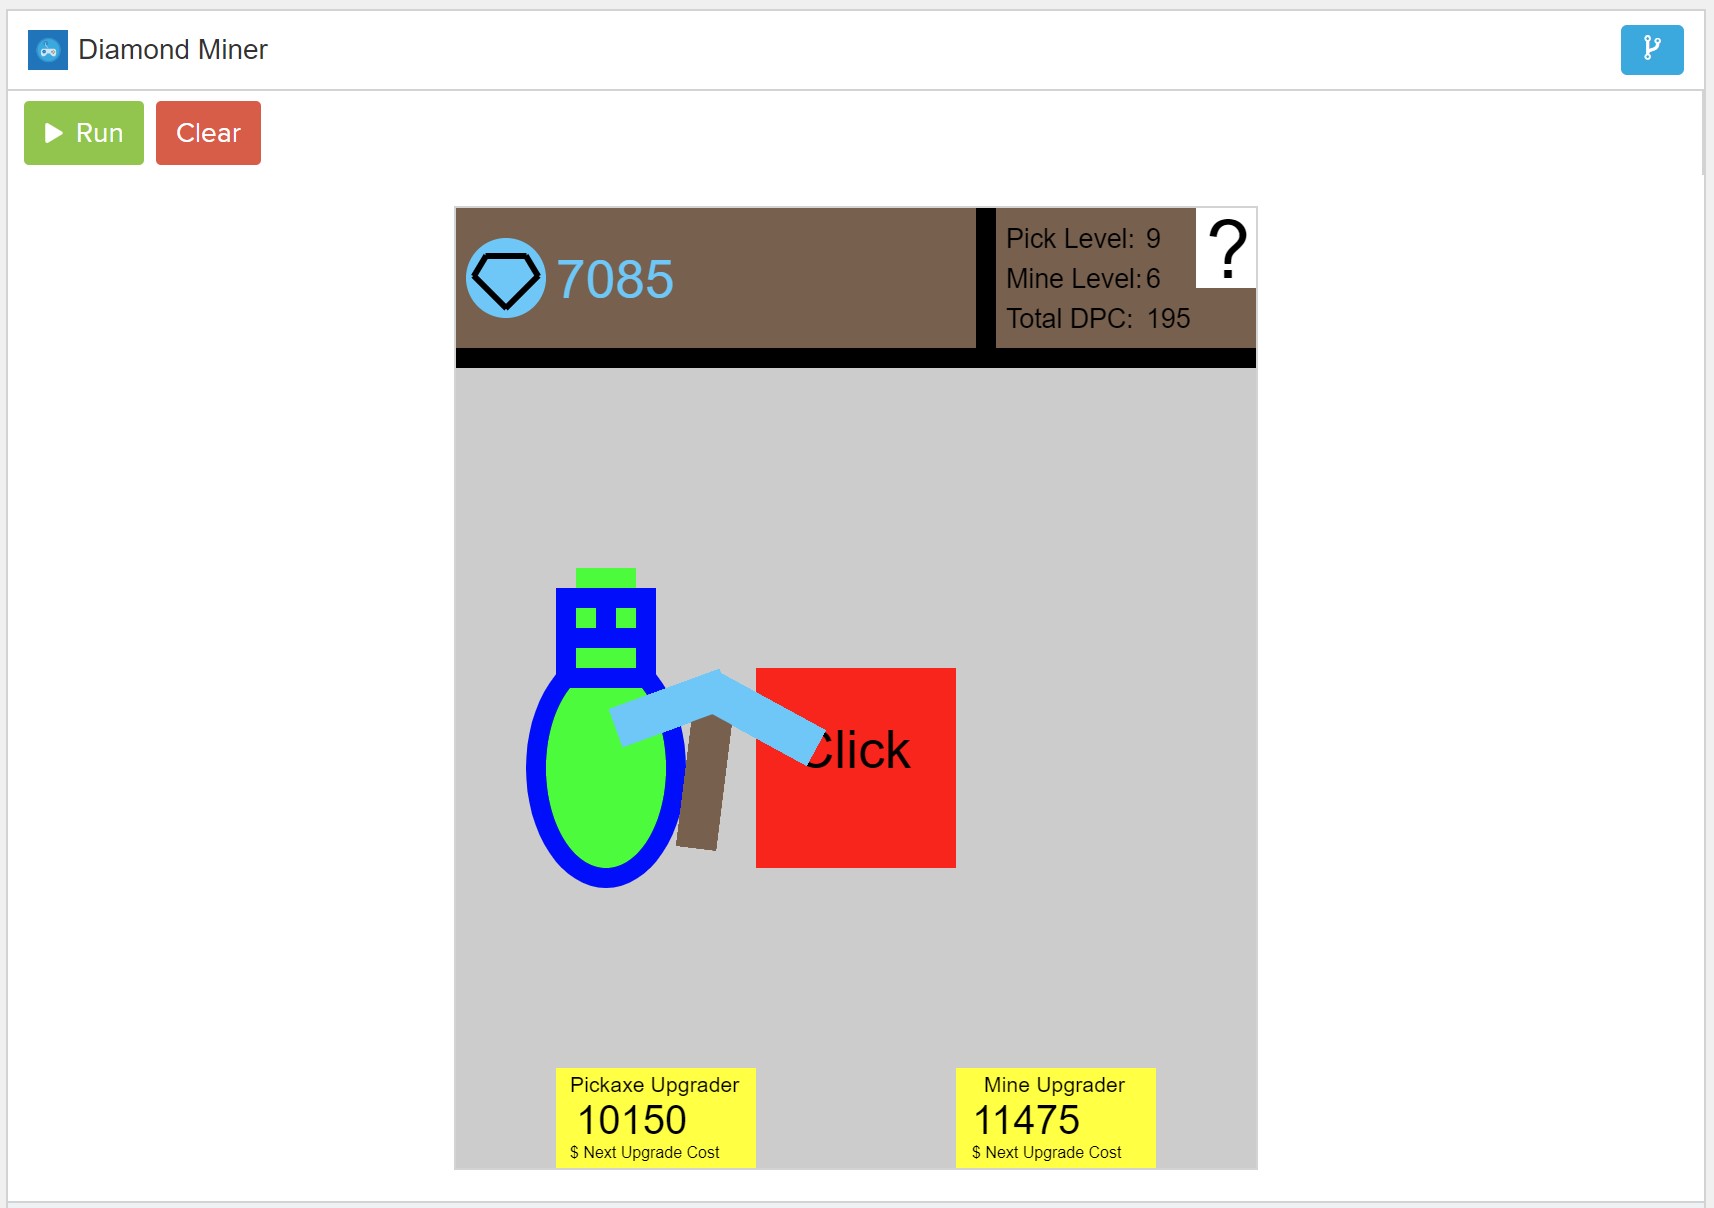 Diamond Miner
Run
Clear
7085
Pick Level: 9
Mine Level: 6
Total DPC: 195
?
Click
Pickaxe Upgrader
10150
$ Next Upgrade Cost
Mine Upgrader
11475
$ Next Upgrade Cost